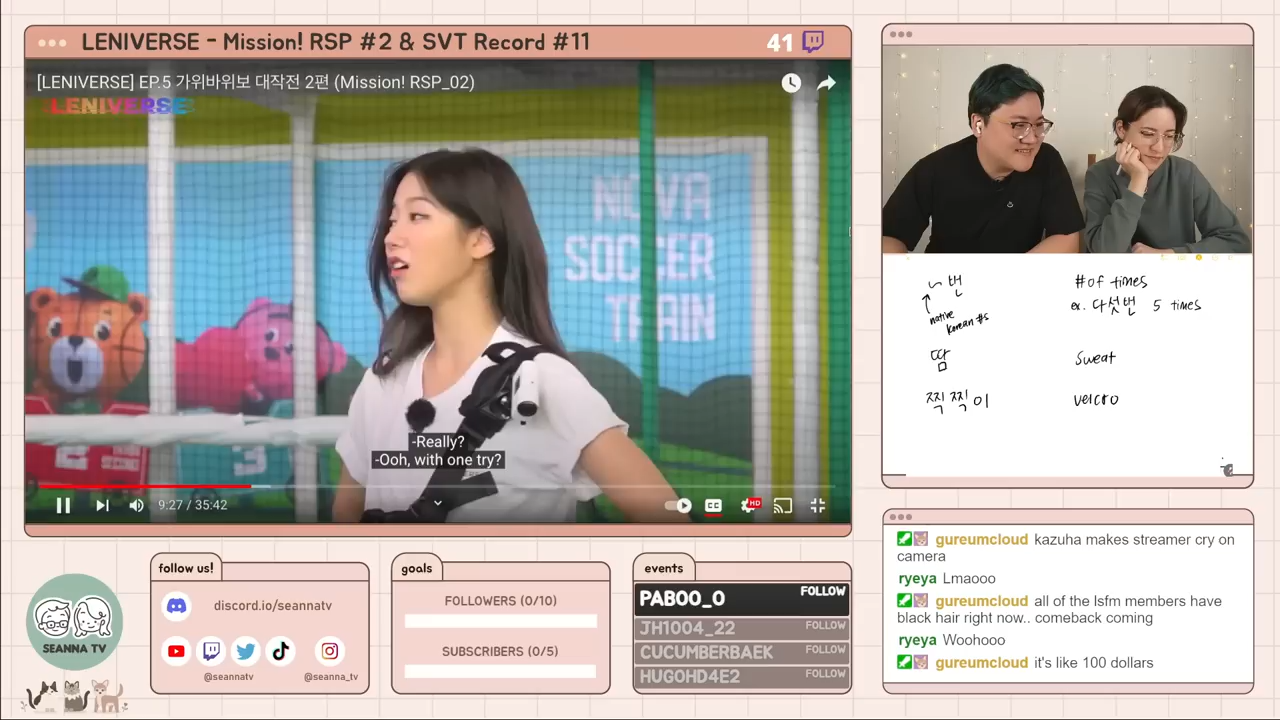 LENIVERSE - Mission! RSP #2 & SVT Record #11
41
[LENIVERSE] EP.5 가위바위보 대작전 2편 (Mission! RSP_02)
LENIVERSE
NOVA
SOCCER
TRAIN
2
3
-Really?
-Ooh, with one try?
9:27 / 35:42
CC
HD
~번 #of times
native
korean #s
ex. 다섯번 5 times
땀 sweat
찍찍이 velcro
gureumcloud kazuha makes streamer cry on
camera
ryeya Lmaooo
gureumcloud all of the lsfm members have
black hair right now.. comeback coming
ryeya Woohooo
gureumcloud it's like 100 dollars
SEANNA TV
follow us!
discord.io/seannatv
@seannatv
@seanna_tv
goals
FOLLOWERS (0/10)
SUBSCRIBERS (0/5)
events
PAB00_0 FOLLOW
JH1004_22 FOLLOW
CUCUMBERBAEK FOLLOW
HUGOHD4E2 FOLLOW